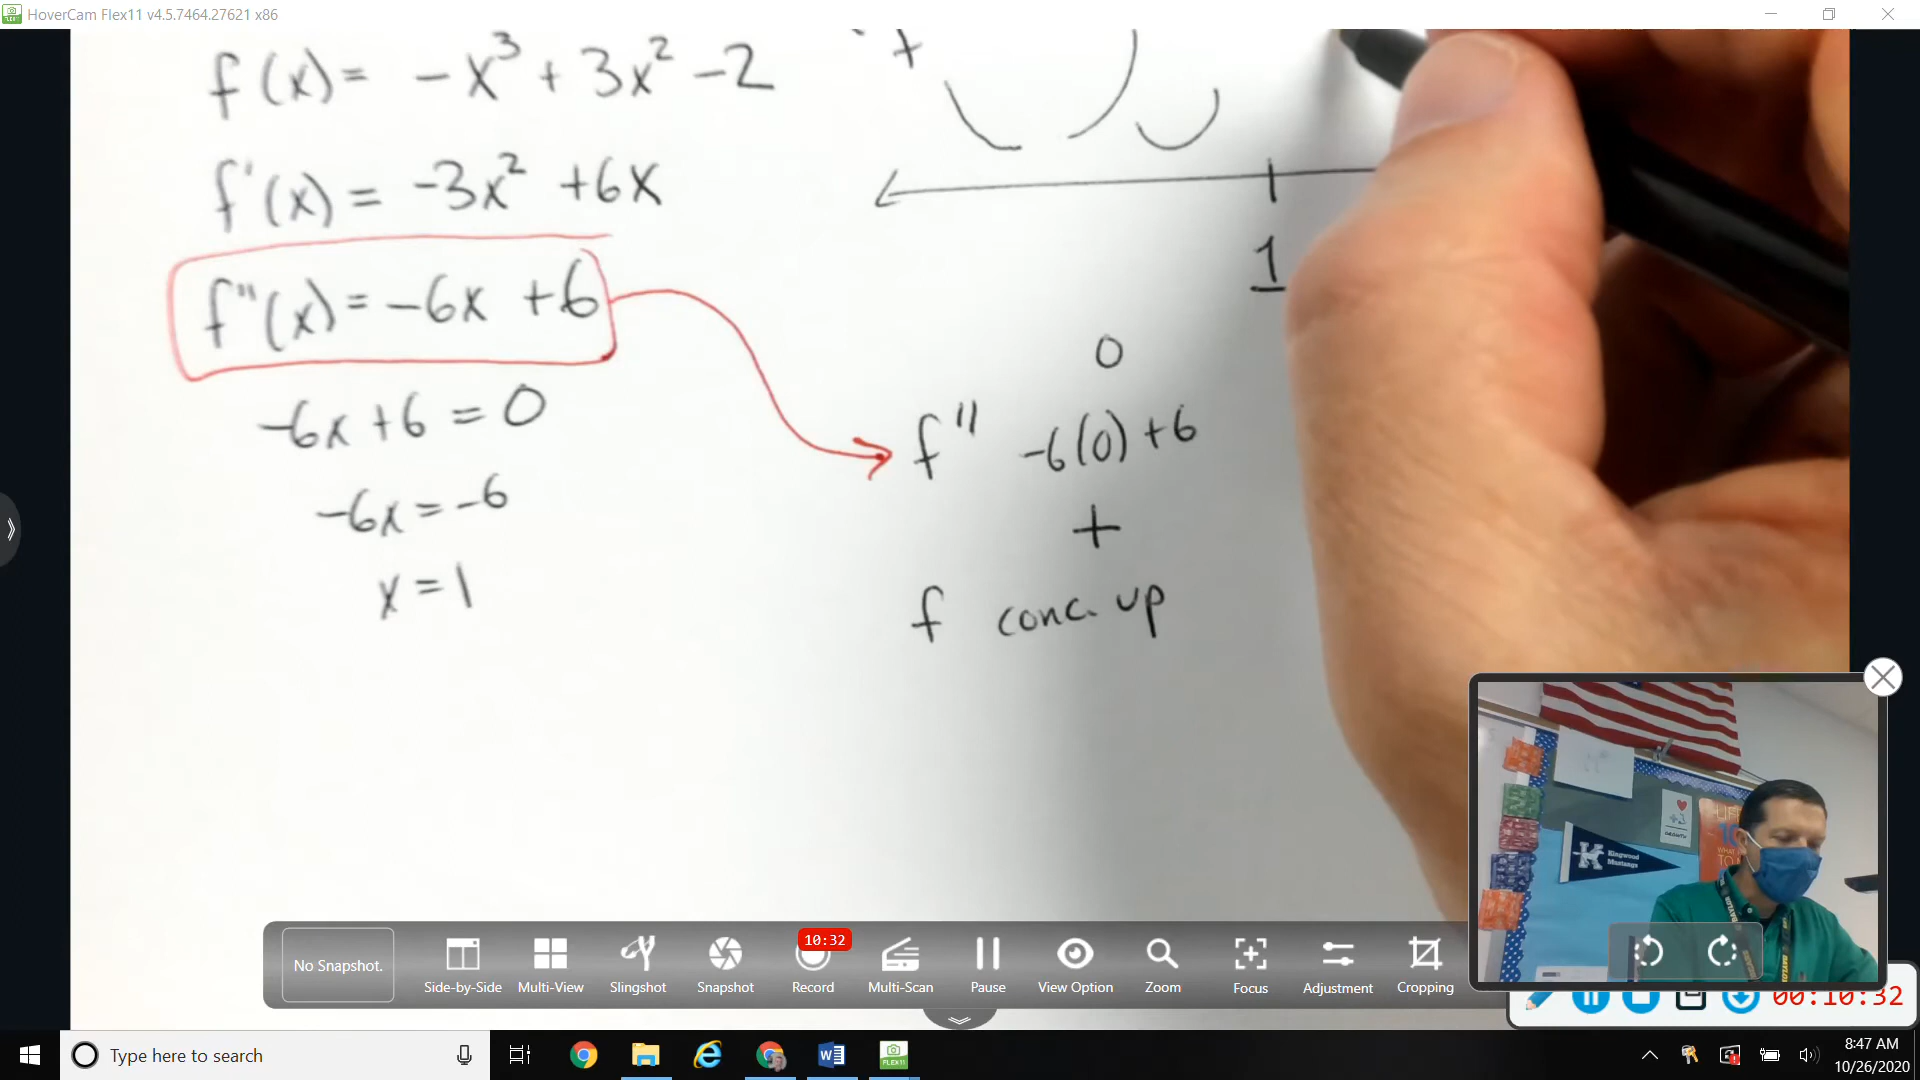 HoverCam Flex11 v4.5.7464.27621 x86
f(x) = -x³ + 3x² - 2
f'(x) = -3x² + 6x
f"(x) = -6x + 6
-6x + 6 = 0
-6x = -6
x = 1
+
1
0
f" -6(0) + 6
+
f conc. up
Kingwood
Mustangs
No Snapshot.
Side-by-Side
Multi-View
Slingshot
Snapshot
10:32
Record
Multi-Scan
Pause
View Option
Zoom
Focus
Adjustment
Cropping
00:10:32
Type here to search
FLEX11
8:47 AM
10/26/2020